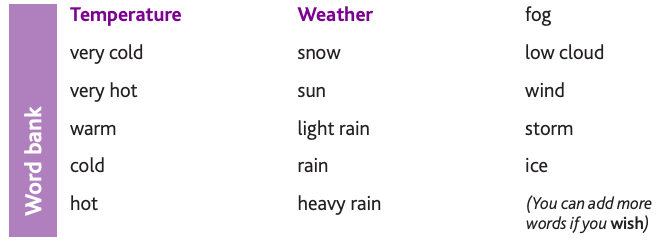 Word bank
Temperature
very cold
very hot
warm
cold
hot
Weather
snow
sun
light rain
rain
heavy rain
fog
low cloud
wind
storm
ice
(You can add more
words if you wish)